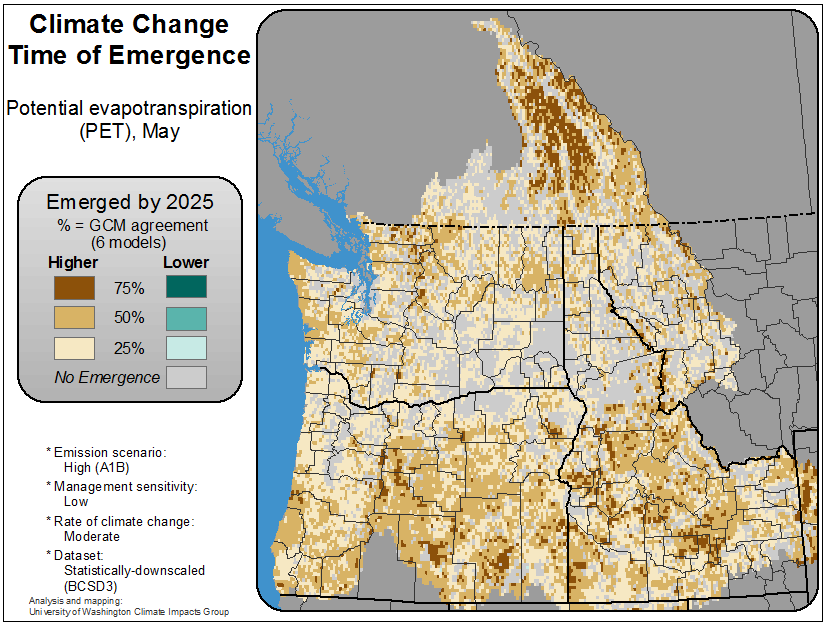 Climate Change
Time of Emergence
Potential evapotranspiration
(PET), May
Emerged by 2025
% = GCM agreement
(6 models)
Higher Lower
75%
50%
25%
No Emergence
* Emission scenario:
High (A1B)
* Management sensitivity:
Low
* Rate of climate change:
Moderate
* Dataset:
Statistically-downscaled
(BCSD3)
Analysis and mapping:
University of Washington Climate Impacts Group